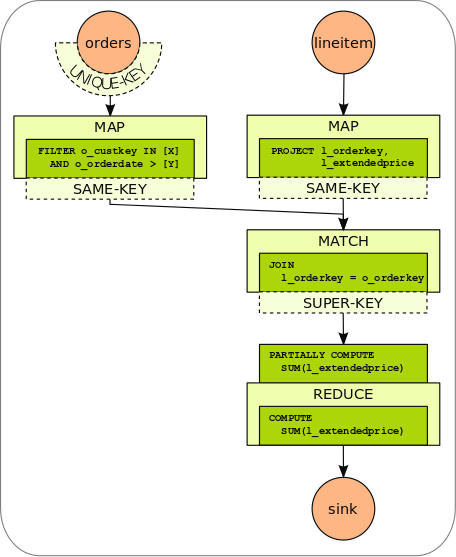 orders
UNIQUE-KEY
MAP
FILTER o_custkey IN [X]
AND o_orderdate > [Y]
SAME-KEY
lineitem
MAP
PROJECT l_orderkey,
l_extendedprice
SAME-KEY
MATCH
JOIN
l_orderkey = o_orderkey
SUPER-KEY
PARTIALLY COMPUTE
SUM(l_extendedprice)
REDUCE
COMPUTE
SUM(l_extendedprice)
sink